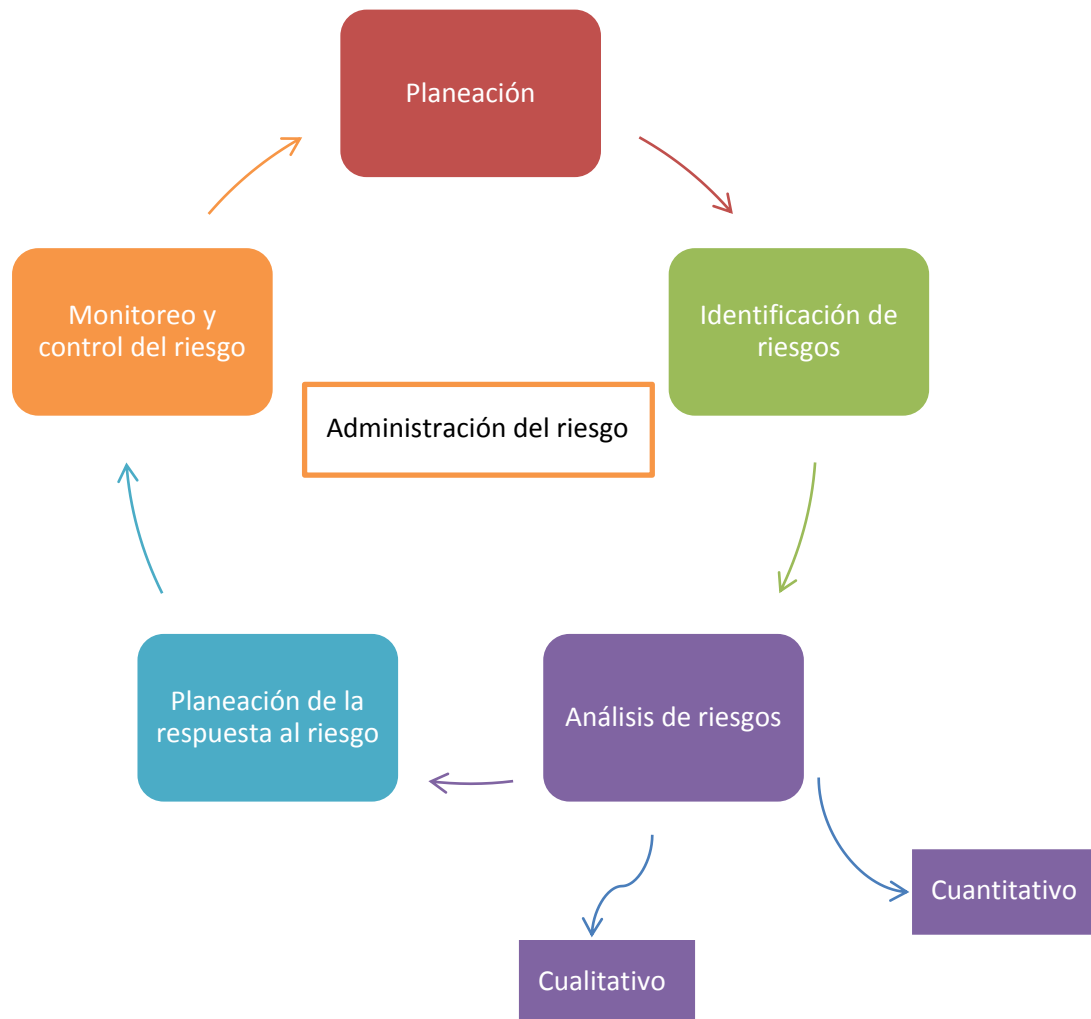 Planeación
Identificación de
riesgos
Monitoreo y
control del riesgo
Administración del riesgo
Planeación de la
respuesta al riesgo
Análisis de riesgos
Cuantitativo
Cualitativo